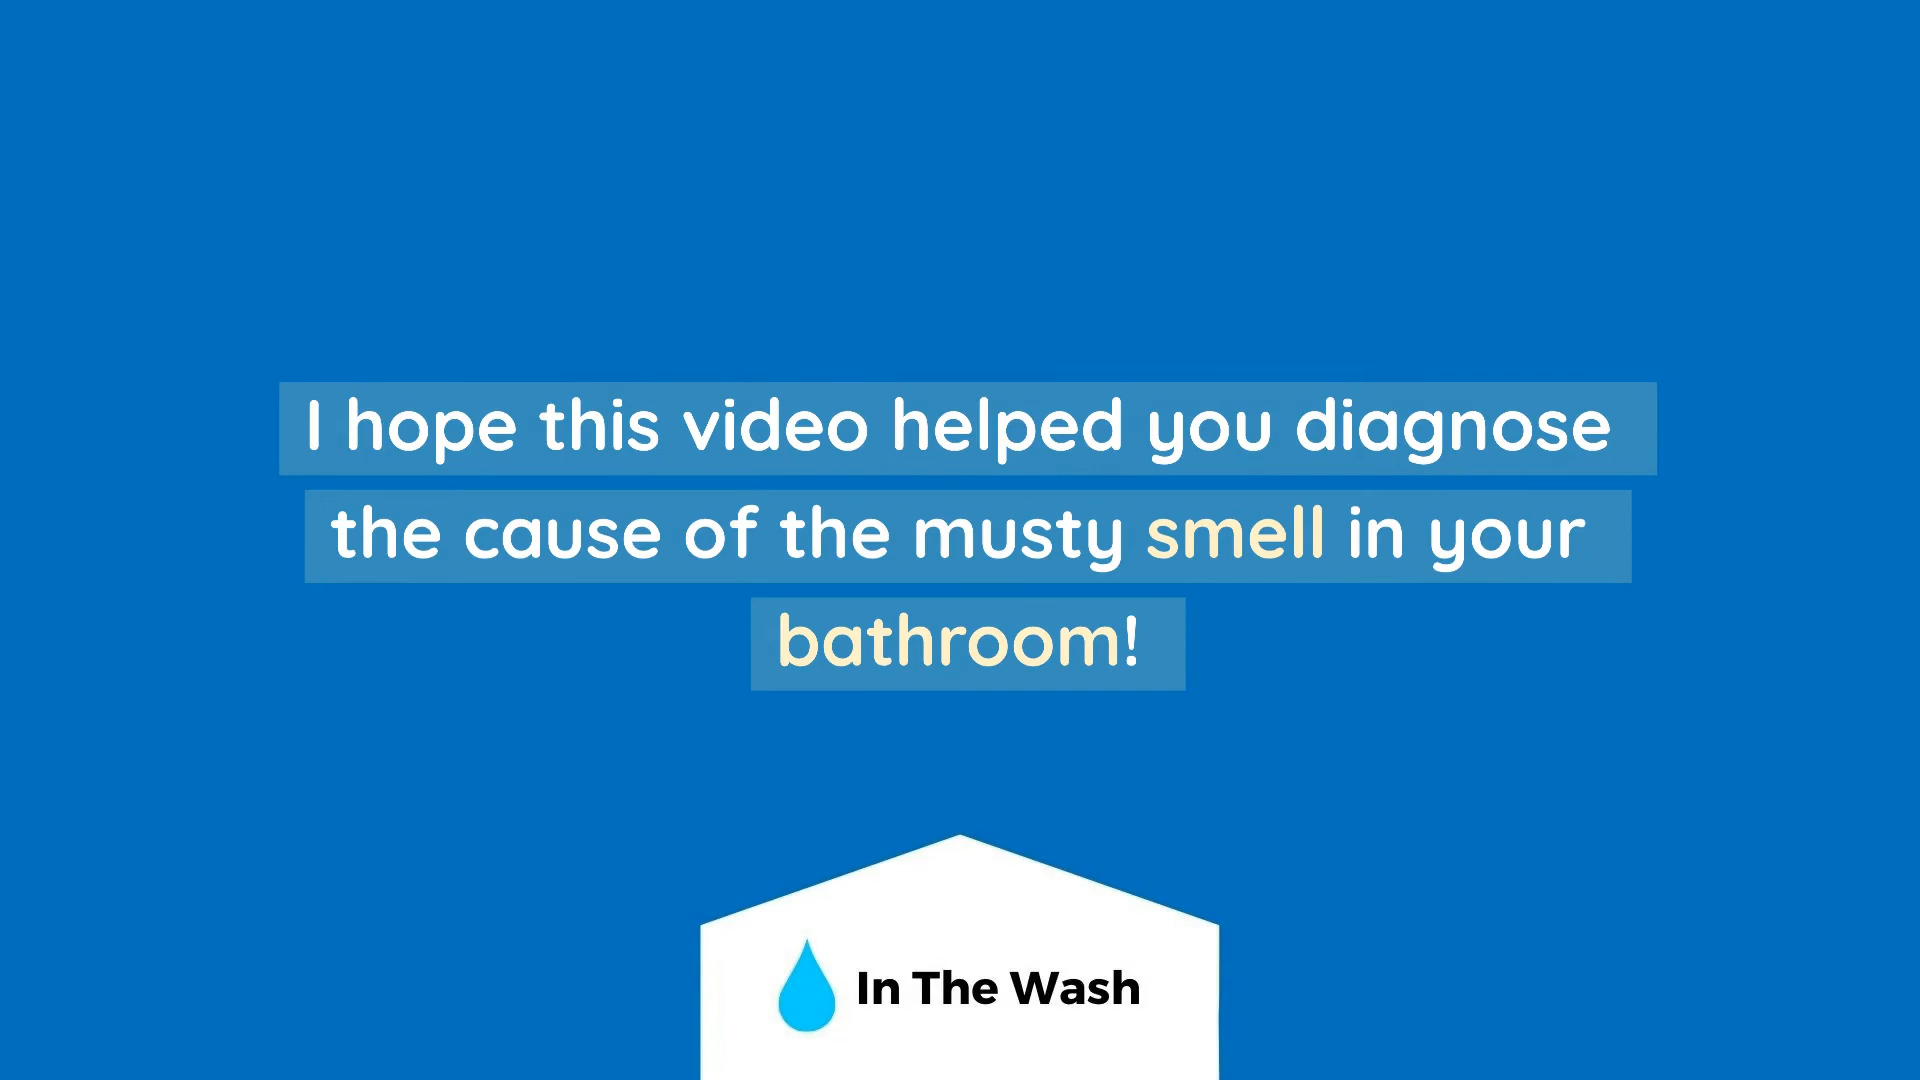 I hope this video helped you diagnose
the cause of the musty smell in your
bathroom!
In The Wash